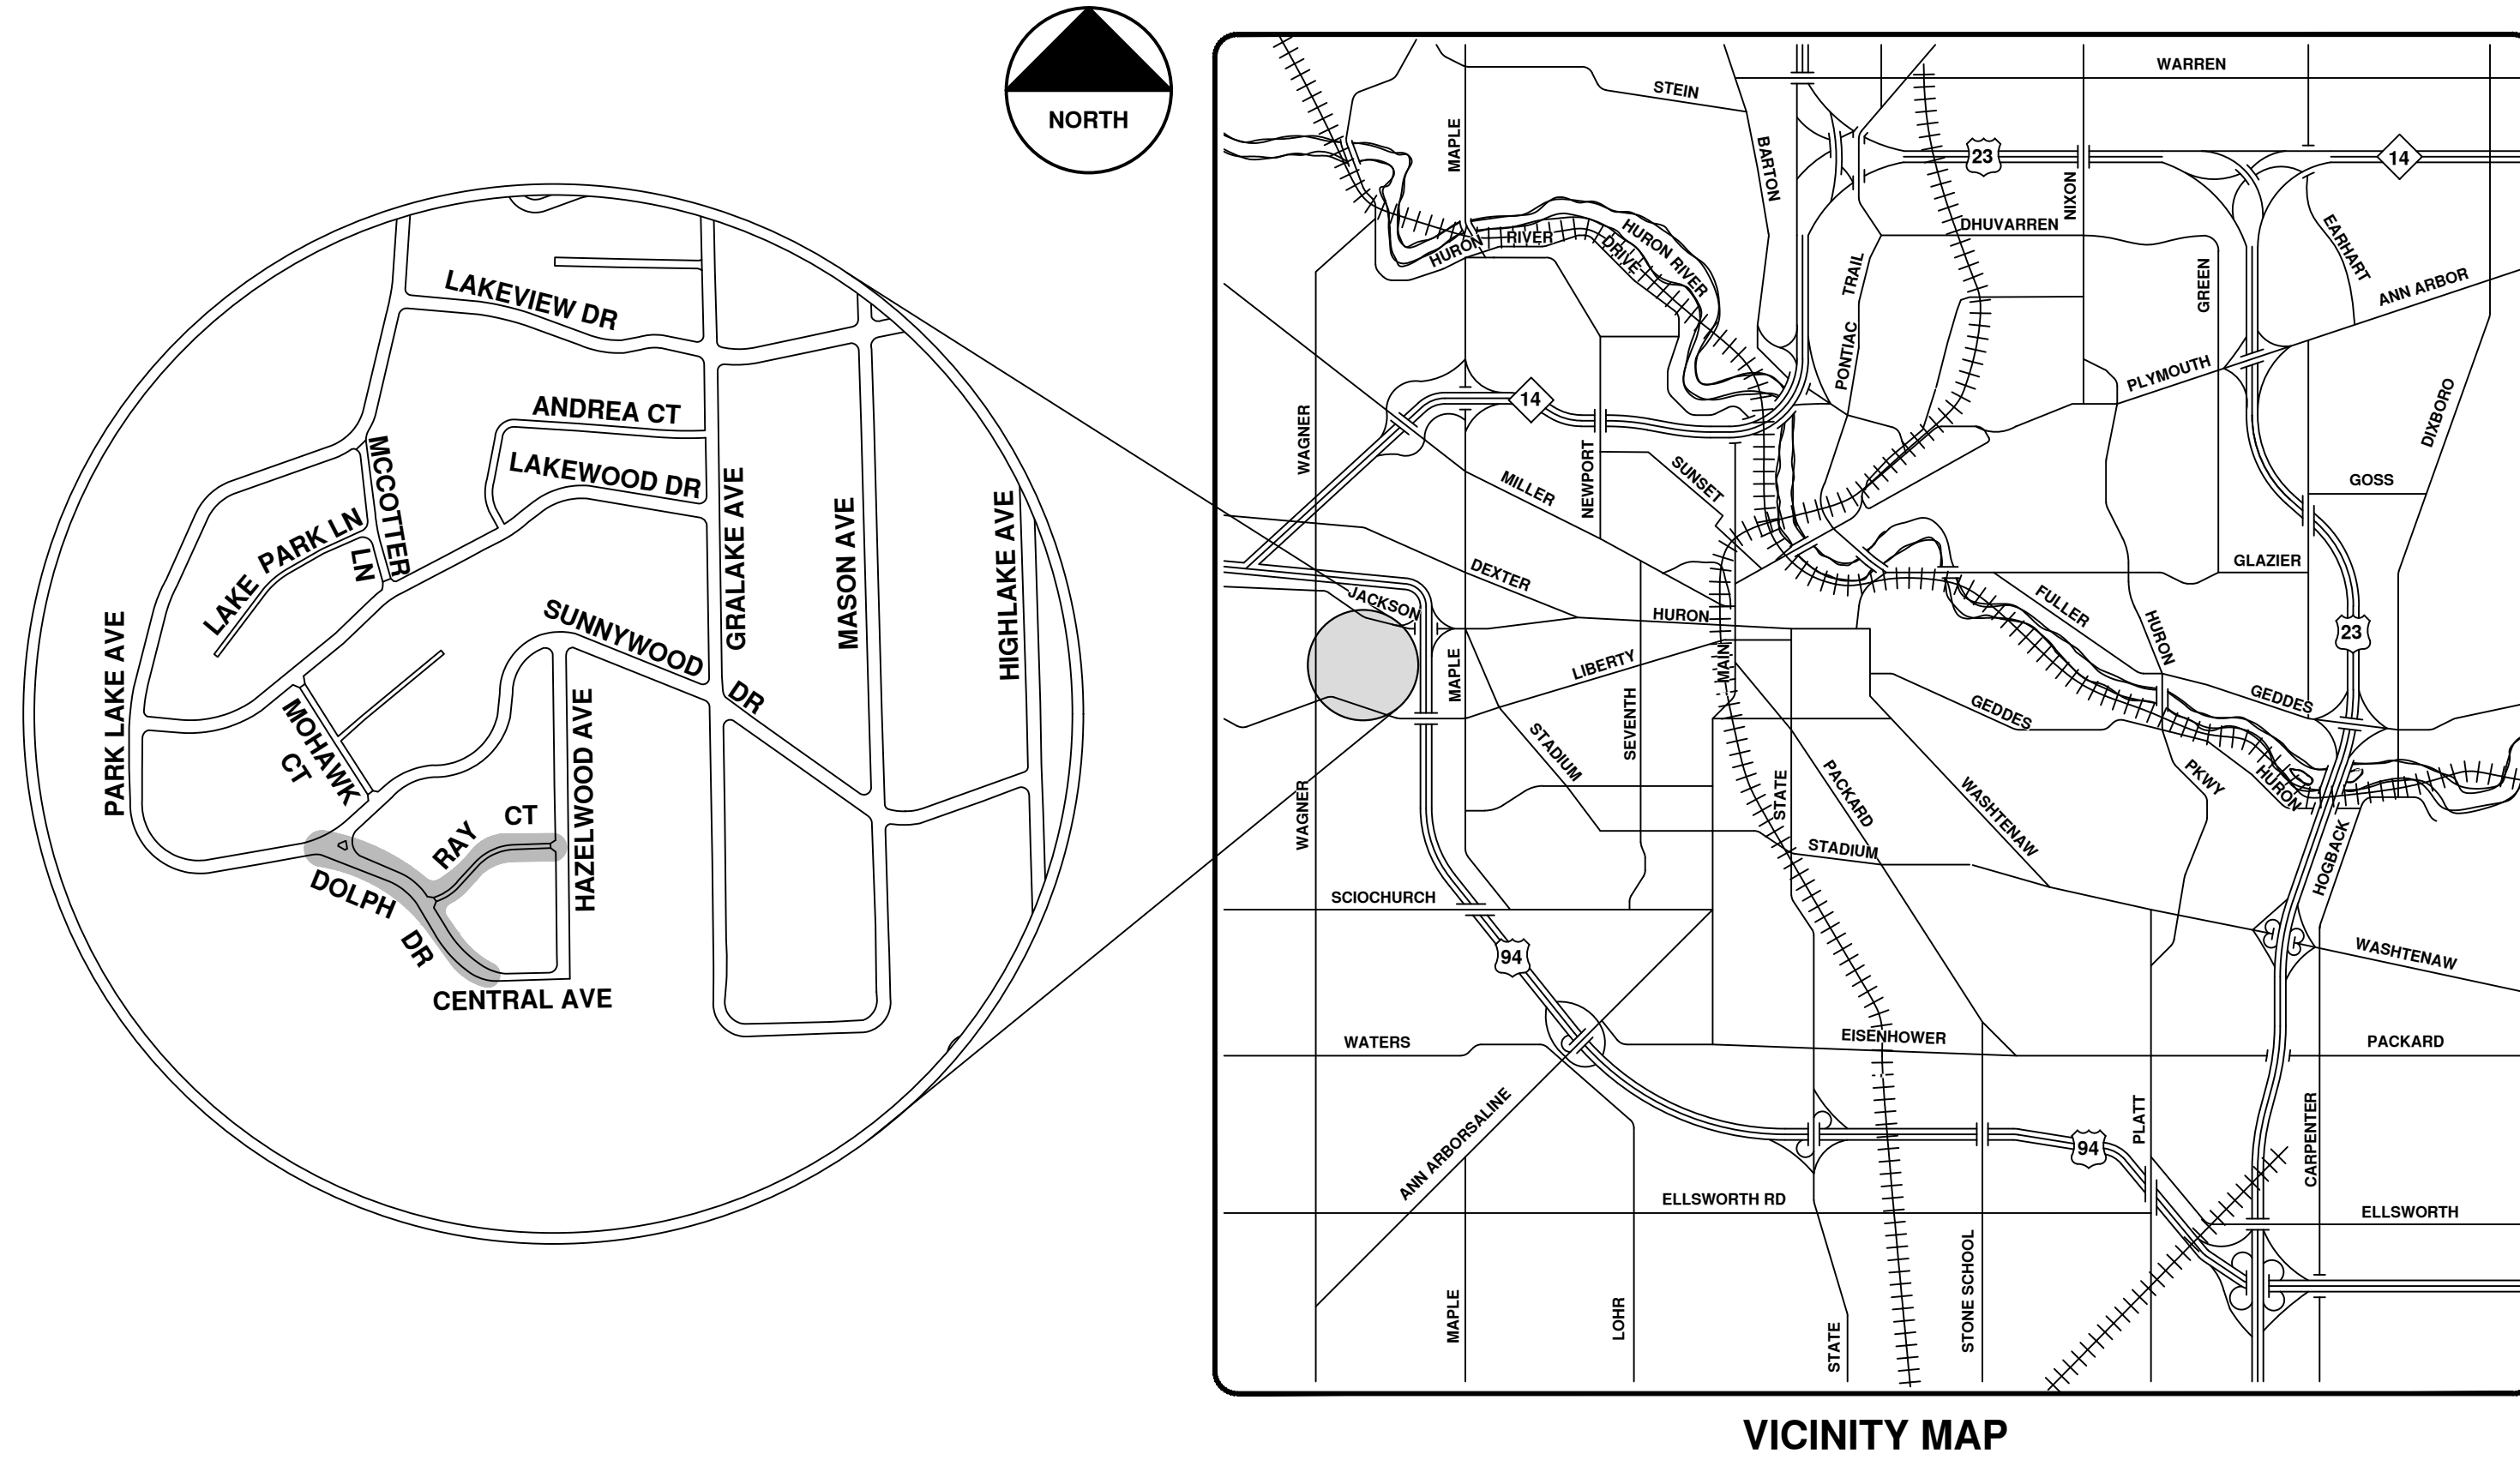 NORTH
LAKEVIEW DR
ANDREA CT
LAKEWOOD DR
MCCOTTER
LN
LAKE PARK LN
PARK LAKE AVE
GRALAKE AVE
MASON AVE
HIGHLAKE AVE
SUNNYWOOD
DR
MOHAWK
CT
HAZELWOOD AVE
RAY
CT
DOLPH
DR
CENTRAL AVE
WARREN
STEIN
MAPLE
BARTON
23
14
NIXON
DHUVARREN
HURON
RIVER
DRIVE
HURON RIVER
TRAIL
GREEN
EARHART
ANN ARBOR
PONTIAC
PLYMOUTH
14
WAGNER
DIXBORO
NEWPORT
MILLER
SUNSET
GOSS
GLAZIER
DEXTER
JACKSON
HURON
FULLER
HURON
23
LIBERTY
MAIN
MAPLE
SEVENTH
GEDDES
GEDDES
STADIUM
WAGNER
STATE
PACKARD
WASHTENAW
PKWY
HURON
STADIUM
HOGBACK
SCIOCHURCH
94
WASHTENAW
WATERS
EISENHOWER
PACKARD
ANN ARBORSALINE
PLATT
94
CARPENTER
ELLSWORTH RD
ELLSWORTH
MAPLE
LOHR
STATE
STONE SCHOOL
VICINITY MAP